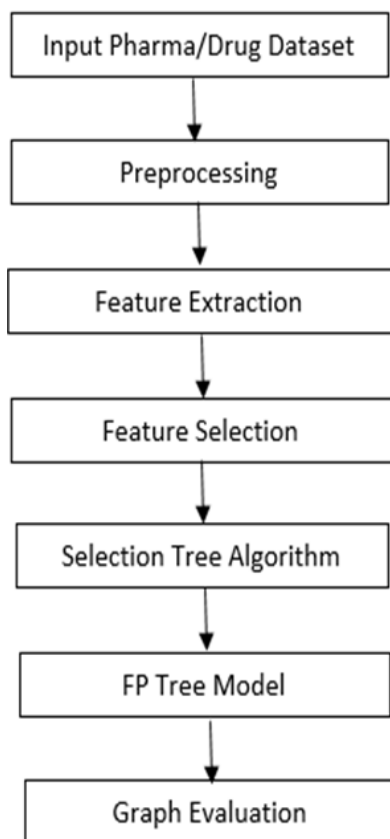 Input Pharma/Drug Dataset
Preprocessing
Feature Extraction
Feature Selection
Selection Tree Algorithm
FP Tree Model
Graph Evaluation